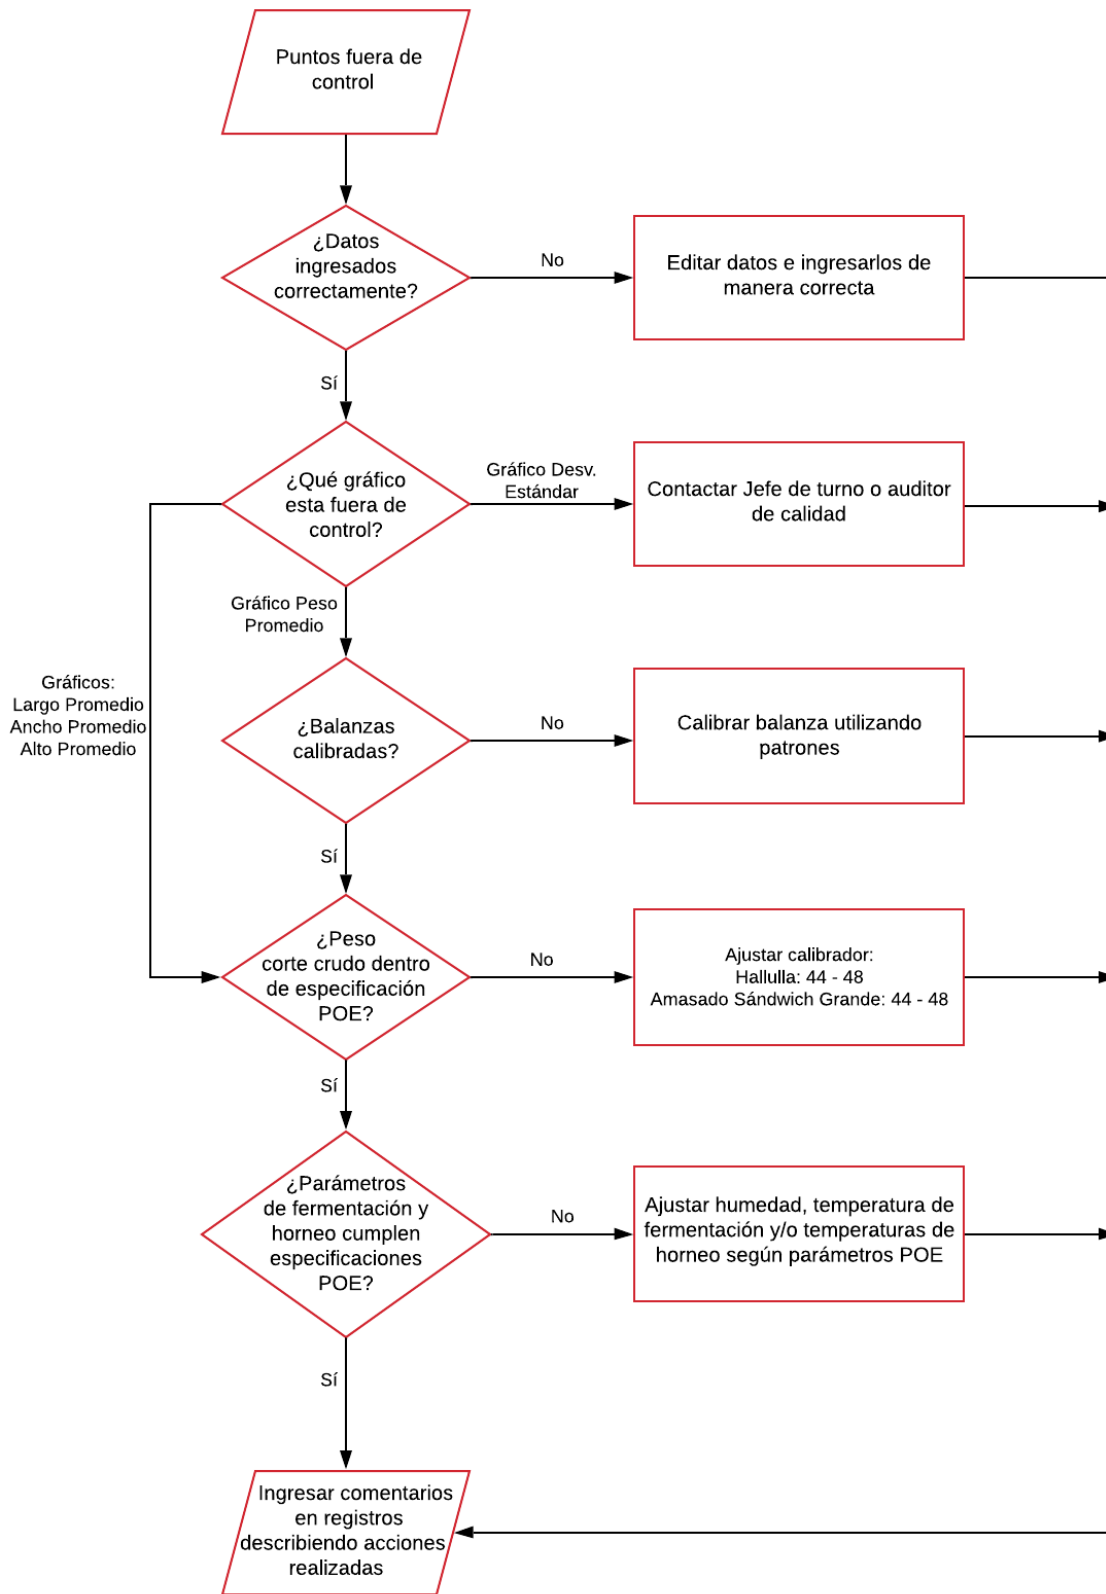 Puntos fuera de
control
¿Datos
ingresados
correctamente?
No
Editar datos e ingresarlos de
manera correcta
Sí
¿Qué gráfico
esta fuera de
control?
Gráfico Desv.
Estándar
Contactar Jefe de turno o auditor
de calidad
Gráfico Peso
Promedio
Gráficos:
Largo Promedio
Ancho Promedio
Alto Promedio
¿Balanzas
calibradas?
No
Calibrar balanza utilizando
patrones
Sí
¿Peso
corte crudo dentro
de especificación
POE?
No
Ajustar calibrador:
Hallulla: 44 - 48
Amasado Sándwich Grande: 44 - 48
Sí
¿Parámetros
de fermentación y
horneo cumplen
especificaciones
POE?
No
Ajustar humedad, temperatura de
fermentación y/o temperaturas de
horneo según parámetros POE
Sí
Ingresar comentarios
en registros
describiendo acciones
realizadas